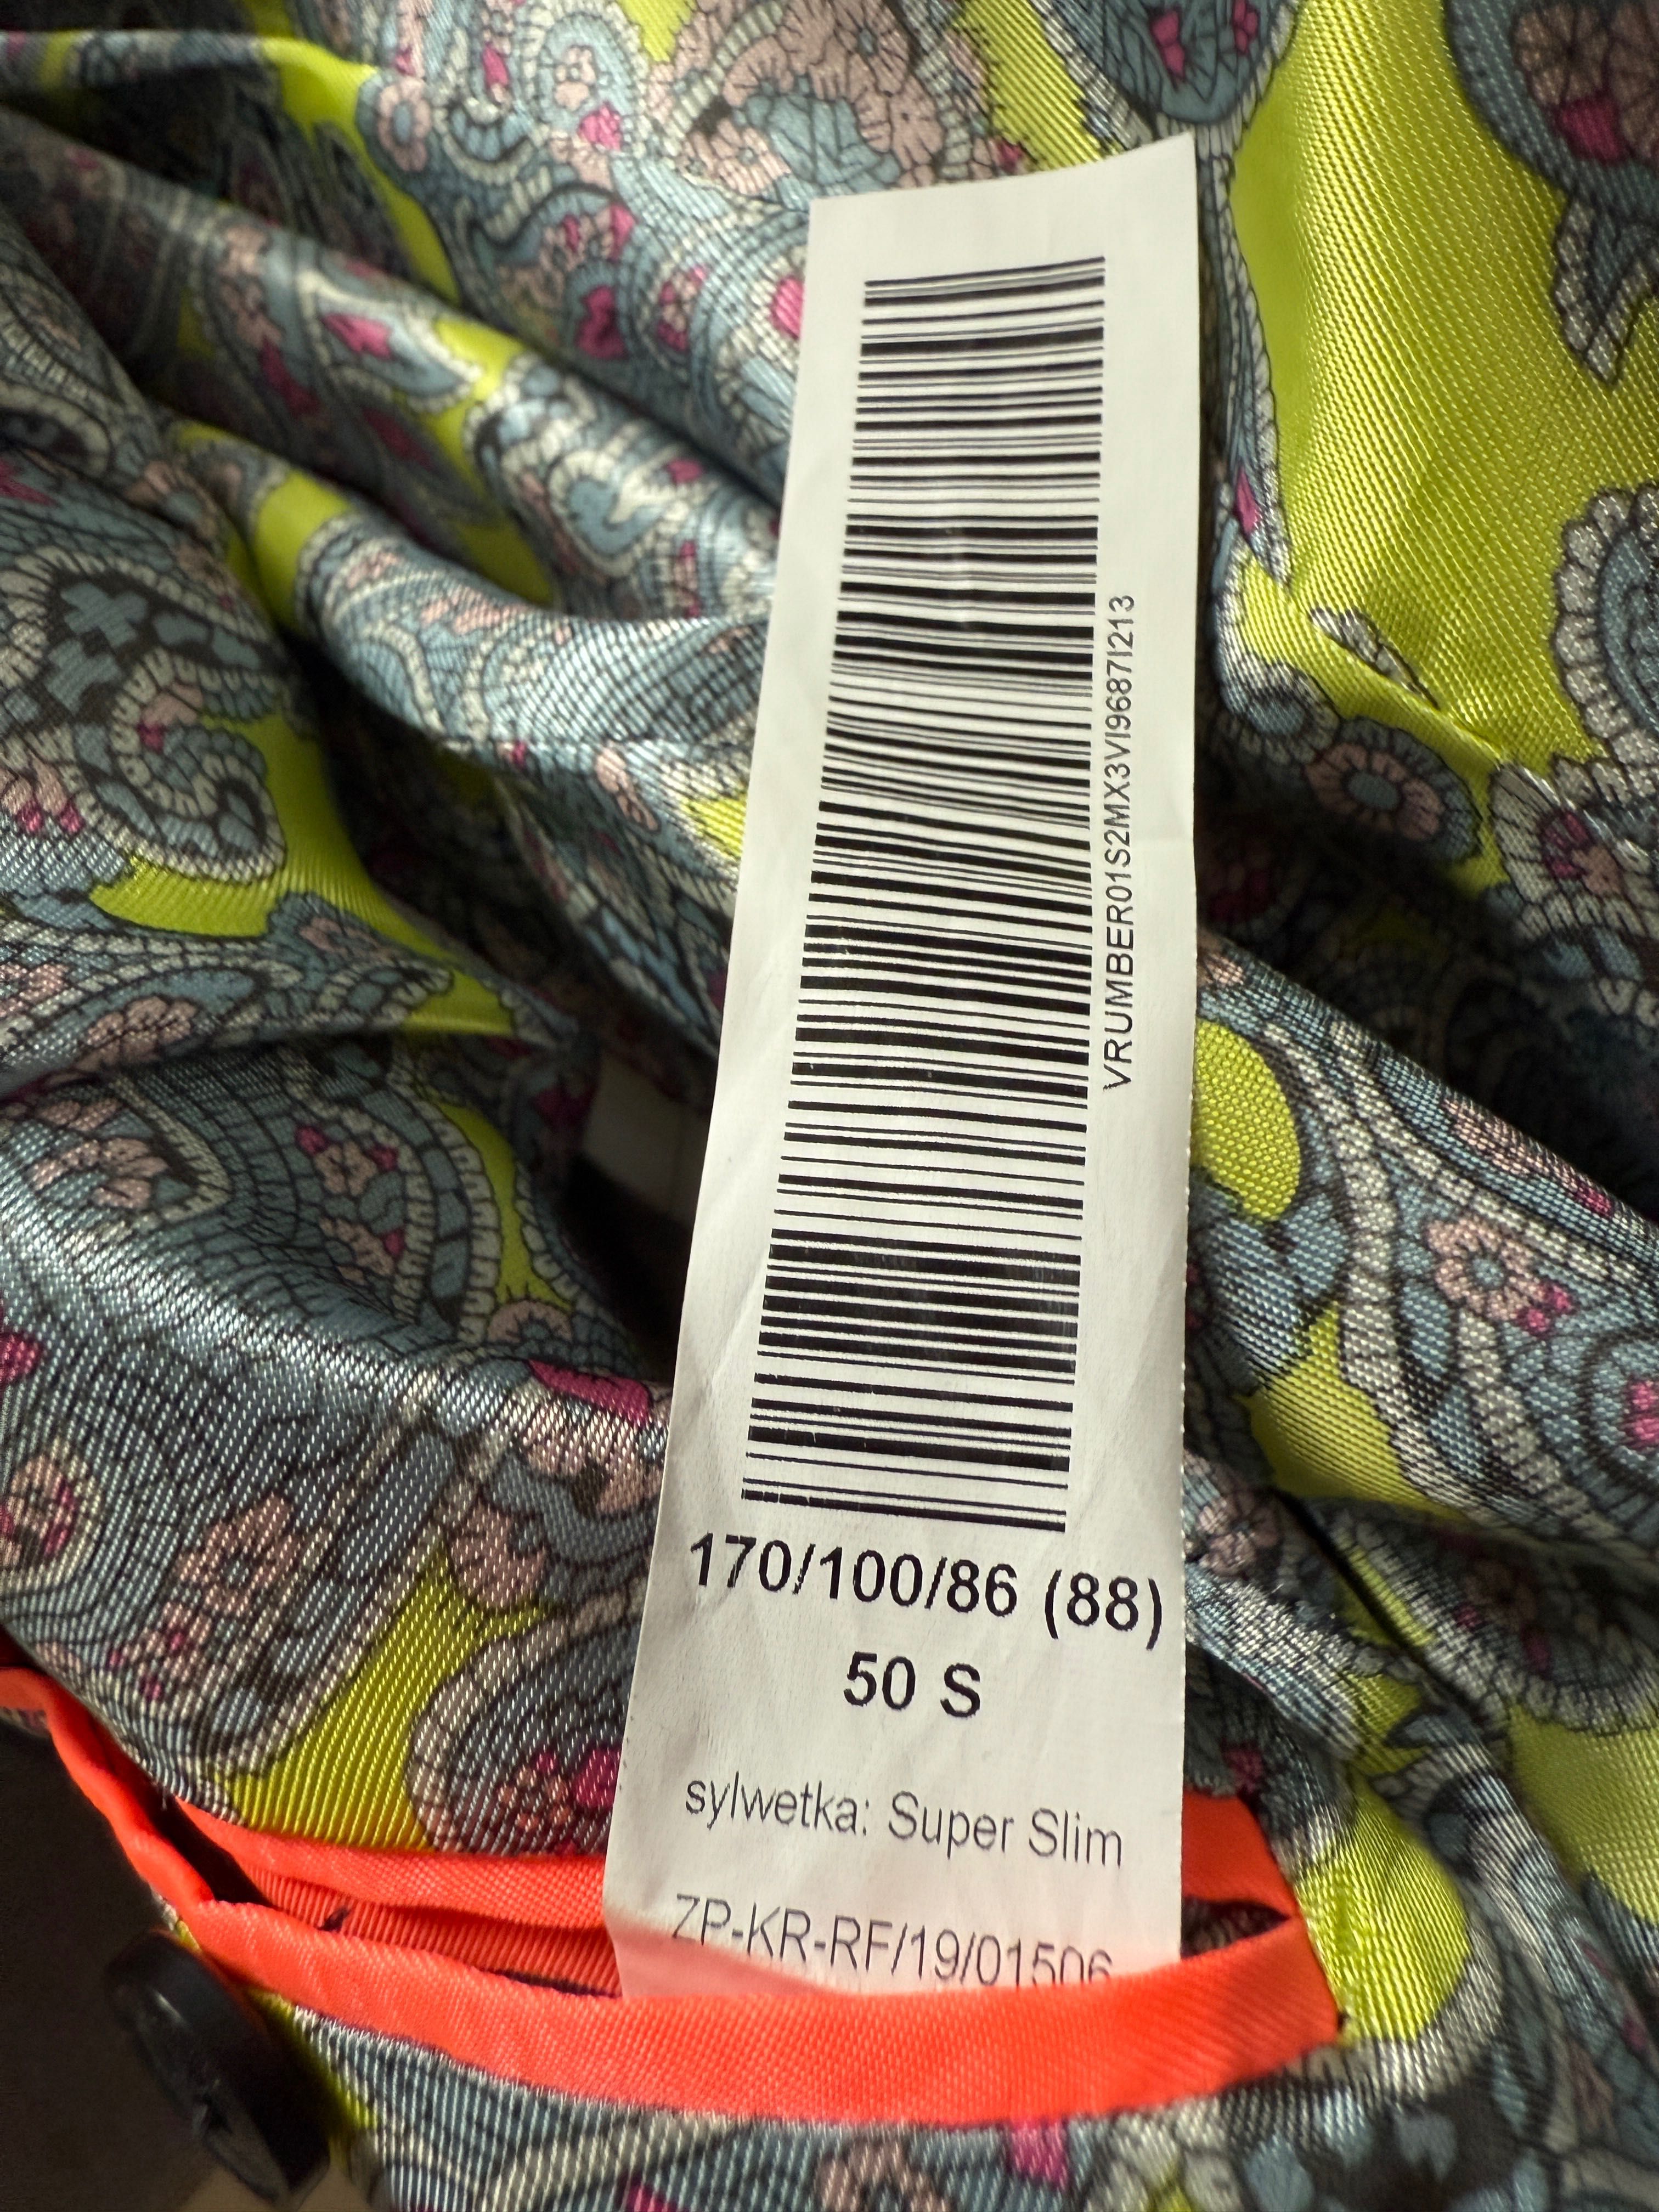 VRUMBER01S2MX3VI9687I213
170/100/86 (88)
50 S
sylwetka: Super Slim
ZP-KR-RF/19/01506